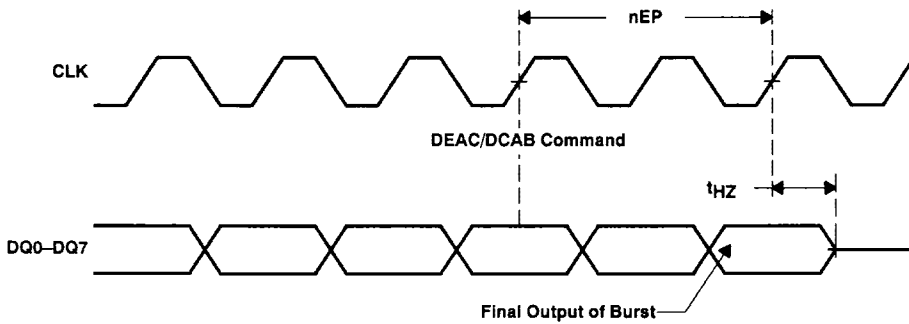 nEP
CLK
DEAC/DCAB Command
tHZ
DQ0–DQ7
Final Output of Burst